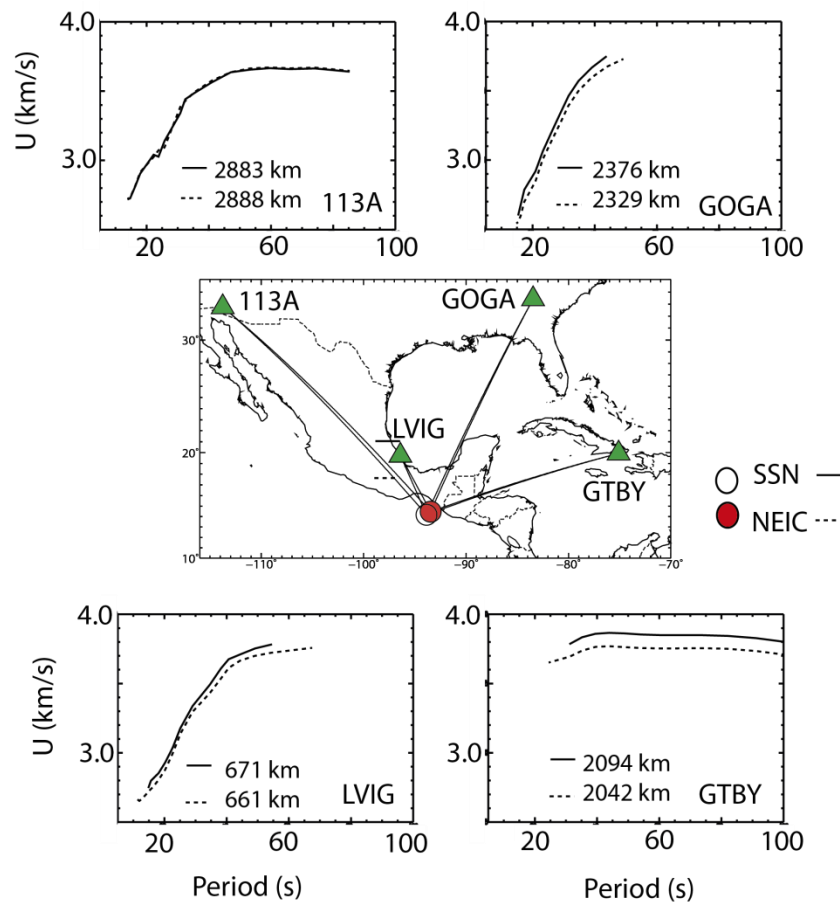 4.0
3.0
U (km/s)
2883 km
2888 km
113A
20
60
100
4.0
3.0
2376 km
2329 km
GOGA
20
60
100
113A
GOGA
LVIG
GTBY
30°
20°
10°
−110°
−100°
−90°
−80°
−70°
SSN
NEIC
4.0
3.0
U (km/s)
671 km
661 km
LVIG
20
60
100
Period (s)
4.0
3.0
2094 km
2042 km
GTBY
20
60
100
Period (s)